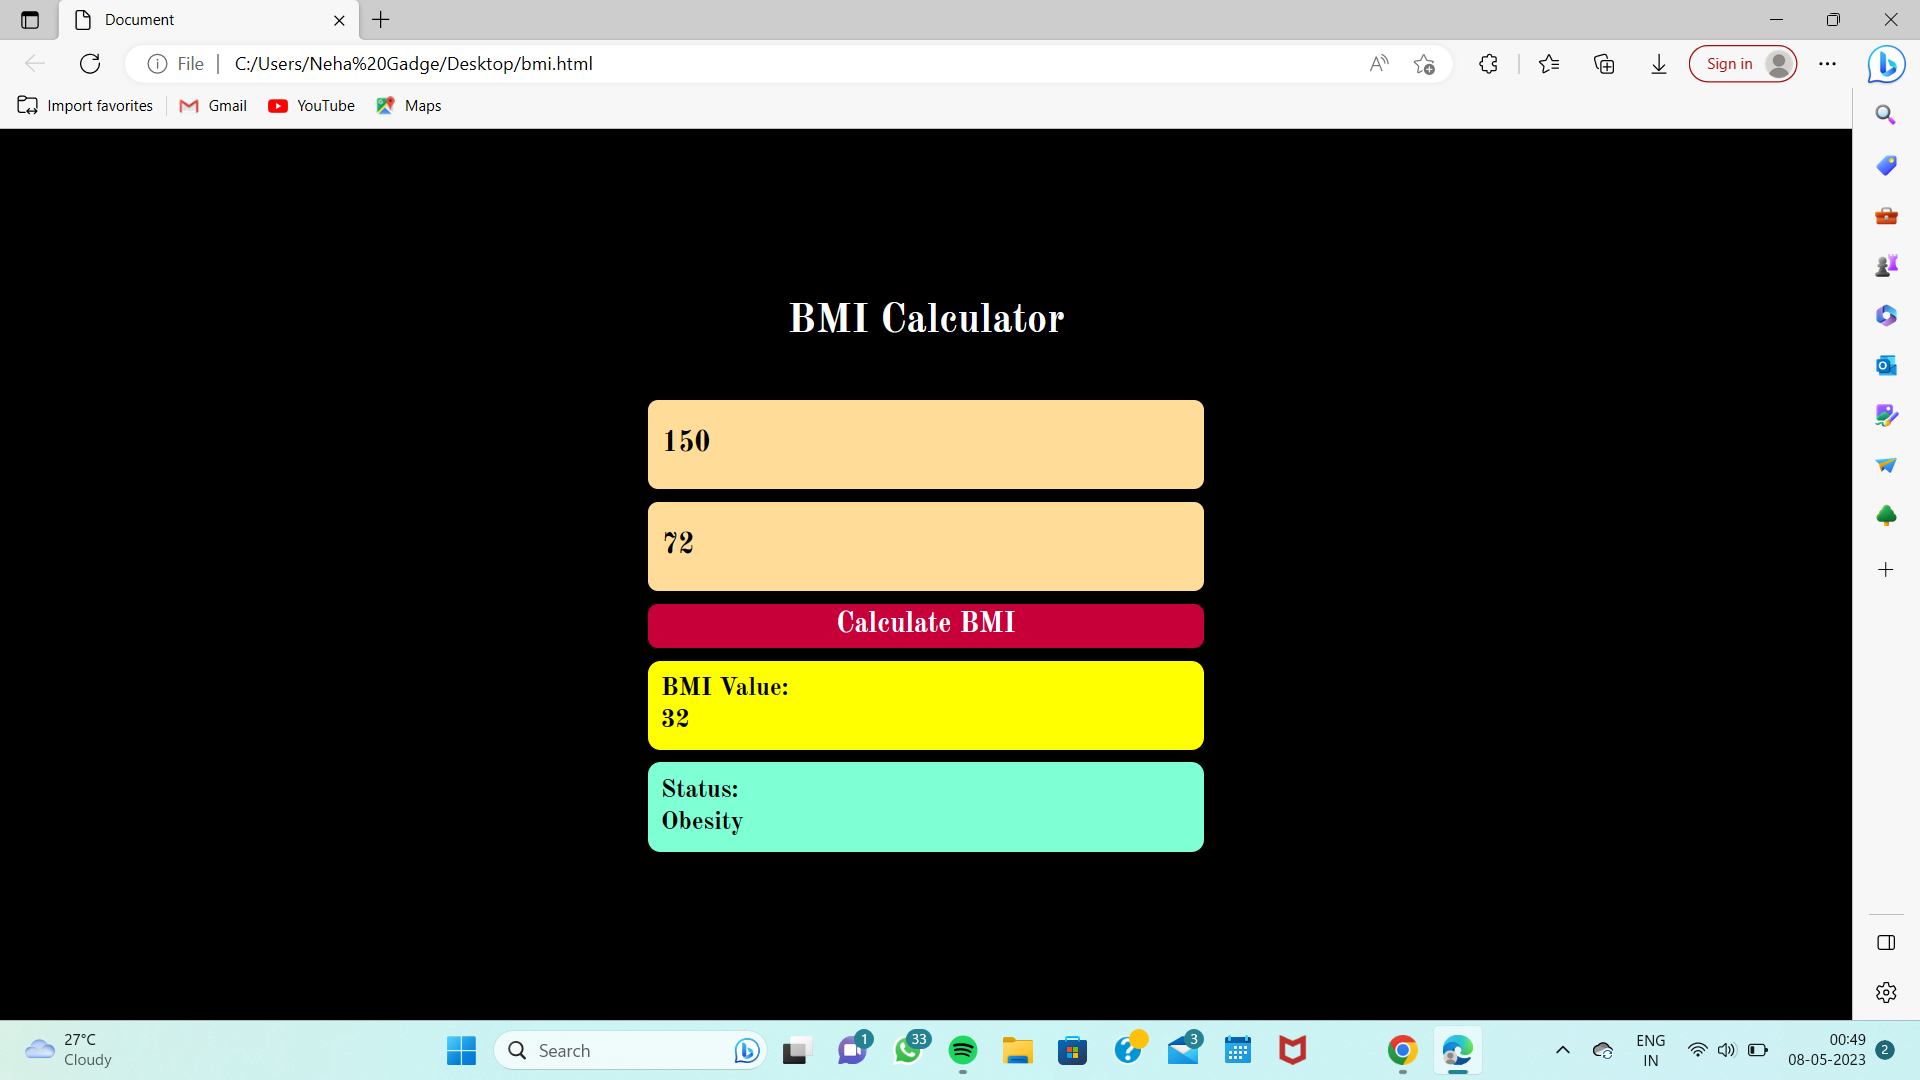 Document
File
C:/Users/Neha%20Gadge/Desktop/bmi.html
Sign in
Import favorites
Gmail
YouTube
Maps
BMI Calculator
150
72
Calculate BMI
BMI Value:
32
Status:
Obesity
27°C
Cloudy
Search
1
33
3
ENG
IN
00:49
08-05-2023
2